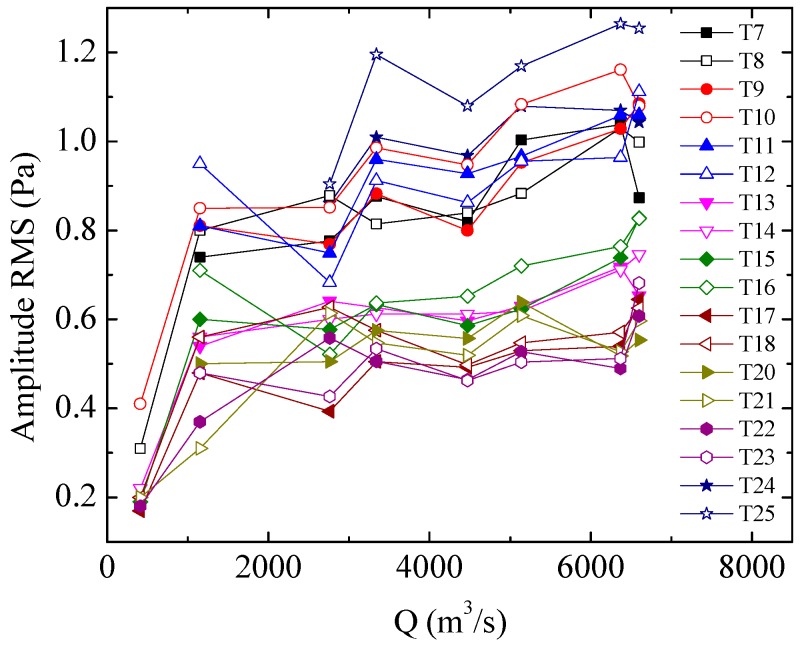 Amplitude RMS (Pa)
1.2
1.0
0.8
0.6
0.4
0.2
0 2000 4000 6000 8000
Q (m³/s)
T7
T8
T9
T10
T11
T12
T13
T14
T15
T16
T17
T18
T20
T21
T22
T23
T24
T25